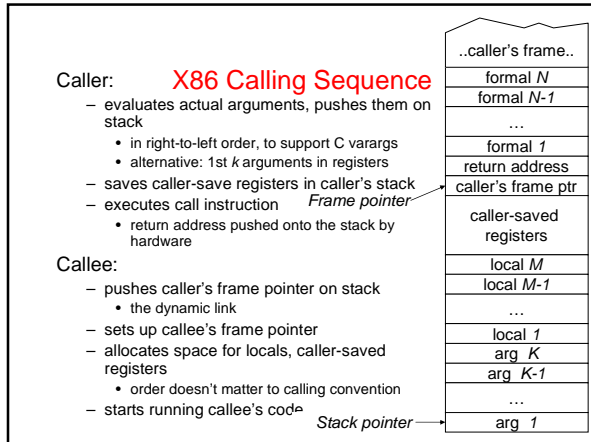 X86 Calling Sequence
Caller:
– evaluates actual arguments, pushes them on
stack
• in right-to-left order, to support C varargs
• alternative: 1st k arguments in registers
– saves caller-save registers in caller's stack
– executes call instruction
• return address pushed onto the stack by
hardware
Callee:
– pushes caller's frame pointer on stack
• the dynamic link
– sets up callee's frame pointer
– allocates space for locals, caller-saved
registers
• order doesn't matter to calling convention
– starts running callee's code
Frame pointer
Stack pointer
..caller's frame..
formal N
formal N-1
…
formal 1
return address
caller's frame ptr
caller-saved
registers
local M
local M-1
…
local 1
arg K
arg K-1
…
arg 1